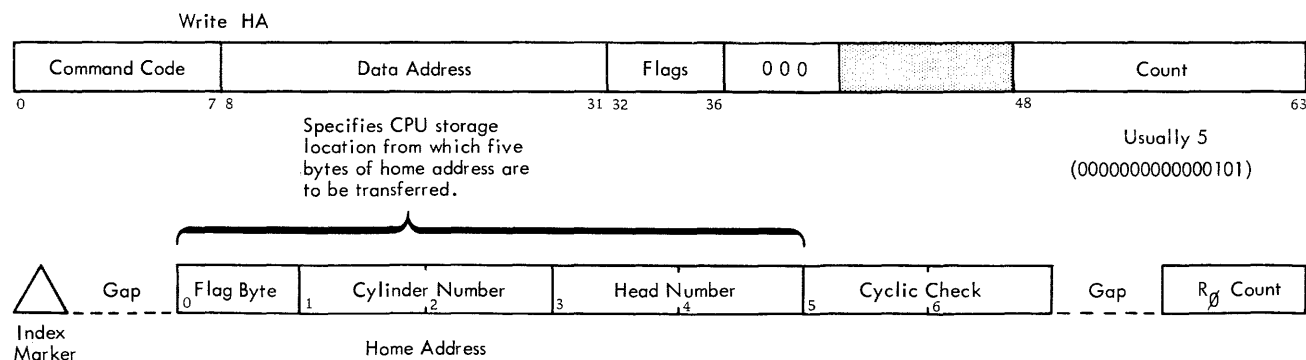 Write HA
Command Code Data Address Flags 0 0 0 Count
0 7 8 31 32 36 48 63
Specifies CPU storage
location from which five
bytes of home address are
to be transferred.
Usually 5
(0000000000000101)
Gap 0 Flag Byte 1 Cylinder Number 2 3 Head Number 4 5 Cyclic Check 6 Gap R0̸ Count
Index
Marker
Home Address